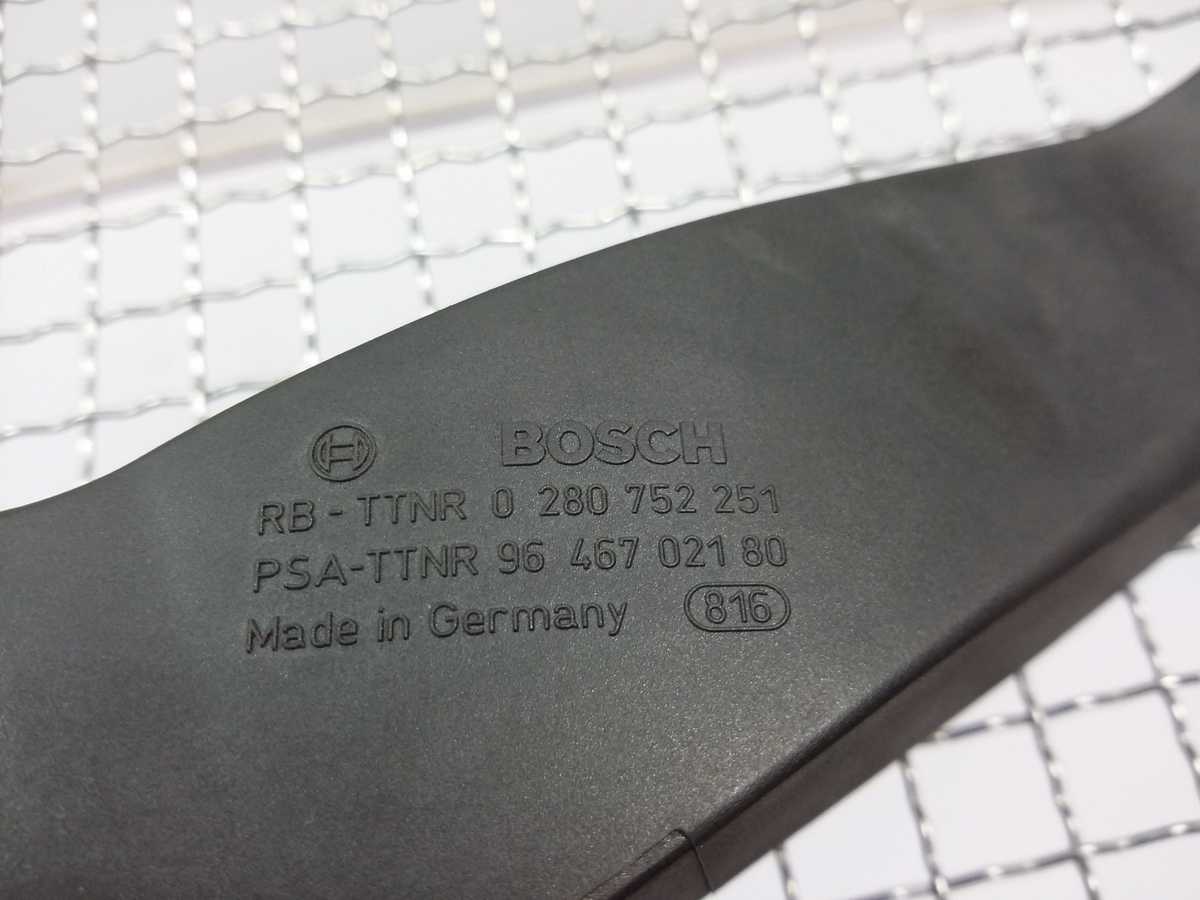 BOSCH
RB - TTNR 0 280 752 251
PSA-TTNR 96 467 021 80
Made in Germany 816